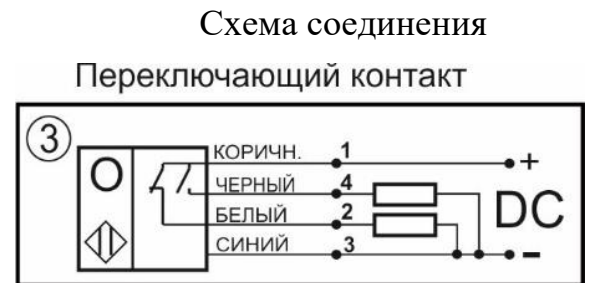 Схема соединения
Переключающий контакт
3
КОРИЧН. 1 +
O
ЧЕРНЫЙ 4
DC
БЕЛЫЙ 2
СИНИЙ 3 -